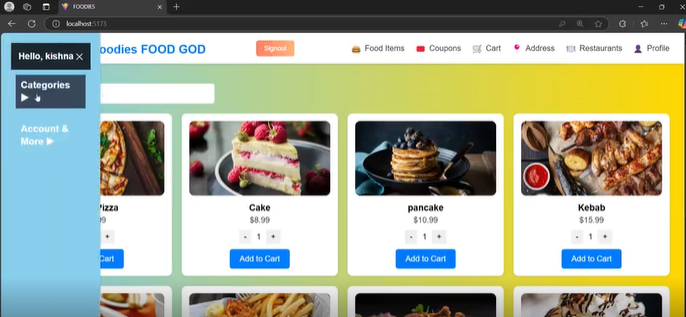 FOODIES
localhost:5173
Hello, kishna
oodies FOOD GOD
Signout
Food Items
Coupons
Cart
Address
Restaurants
Profile
Categories
Account &
More
izza
Cake
pancake
Kebab
99
$8.99
$10.99
$15.99
+
- 1 +
- 1 +
- 1 +
Cart
Add to Cart
Add to Cart
Add to Cart